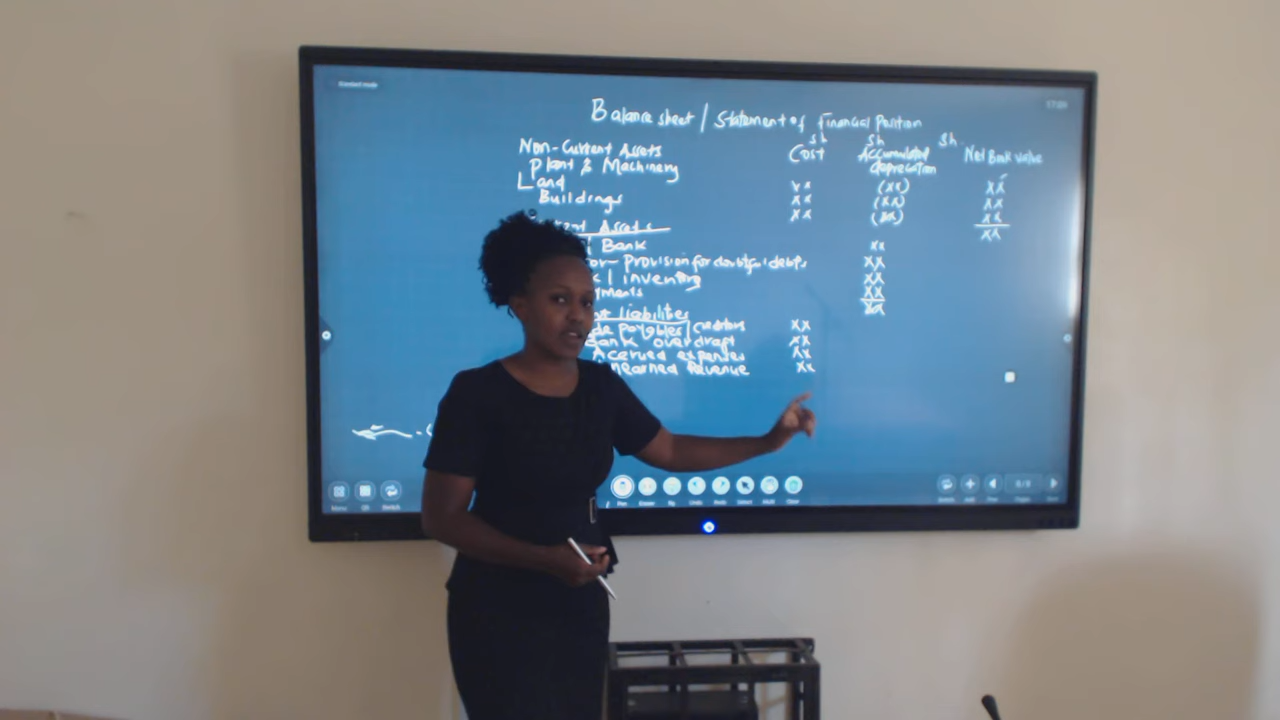 Balance sheet / Statement of Financial Position
sh sh sh
Non-Current Assets Cost Accumulated depreciation Net Book Value
Plant & Machinery
Land xx (xx) xx
Buildings xx (xx) xx
xx (xx) xx
Assets xx
Bank xx
Provision for doubtful debts xx
inventory xx
xx
xx
liabilities
payables / creditors xx
Bank overdraft xx
Accrued expenses xx
Revenue xx